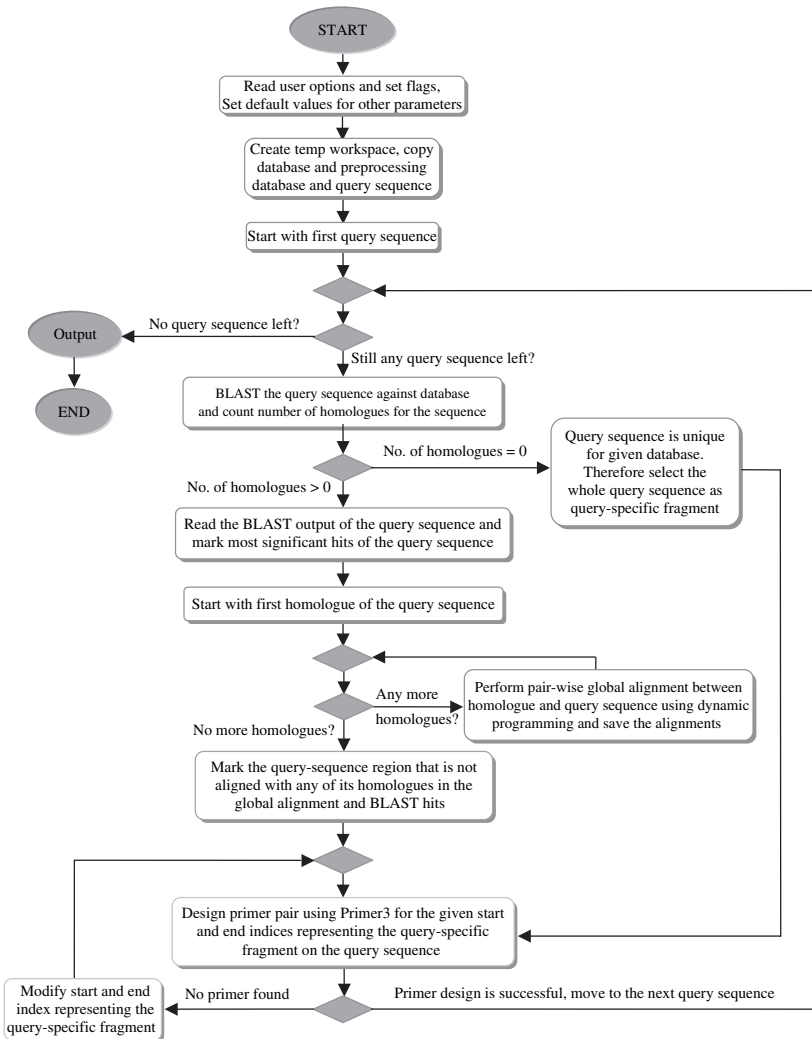 START
Read user options and set flags,
Set default values for other parameters
Create temp workspace, copy
database and preprocessing
database and query sequence
Start with first query sequence
No query sequence left?
Output
Still any query sequence left?
END
BLAST the query sequence against database
and count number of homologues for the sequence
No. of homologues = 0
Query sequence is unique
for given database.
Therefore select the
whole query sequence as
query-specific fragment
No. of homologues > 0
Read the BLAST output of the query sequence and
mark most significant hits of the query sequence
Start with first homologue of the query sequence
Any more
homologues?
Perform pair-wise global alignment between
homologue and query sequence using dynamic
programming and save the alignments
No more homologues?
Mark the query-sequence region that is not
aligned with any of its homologues in the
global alignment and BLAST hits
Design primer pair using Primer3 for the given start
and end indices representing the query-specific
fragment on the query sequence
No primer found
Modify start and end
index representing the
query-specific fragment
Primer design is successful, move to the next query sequence